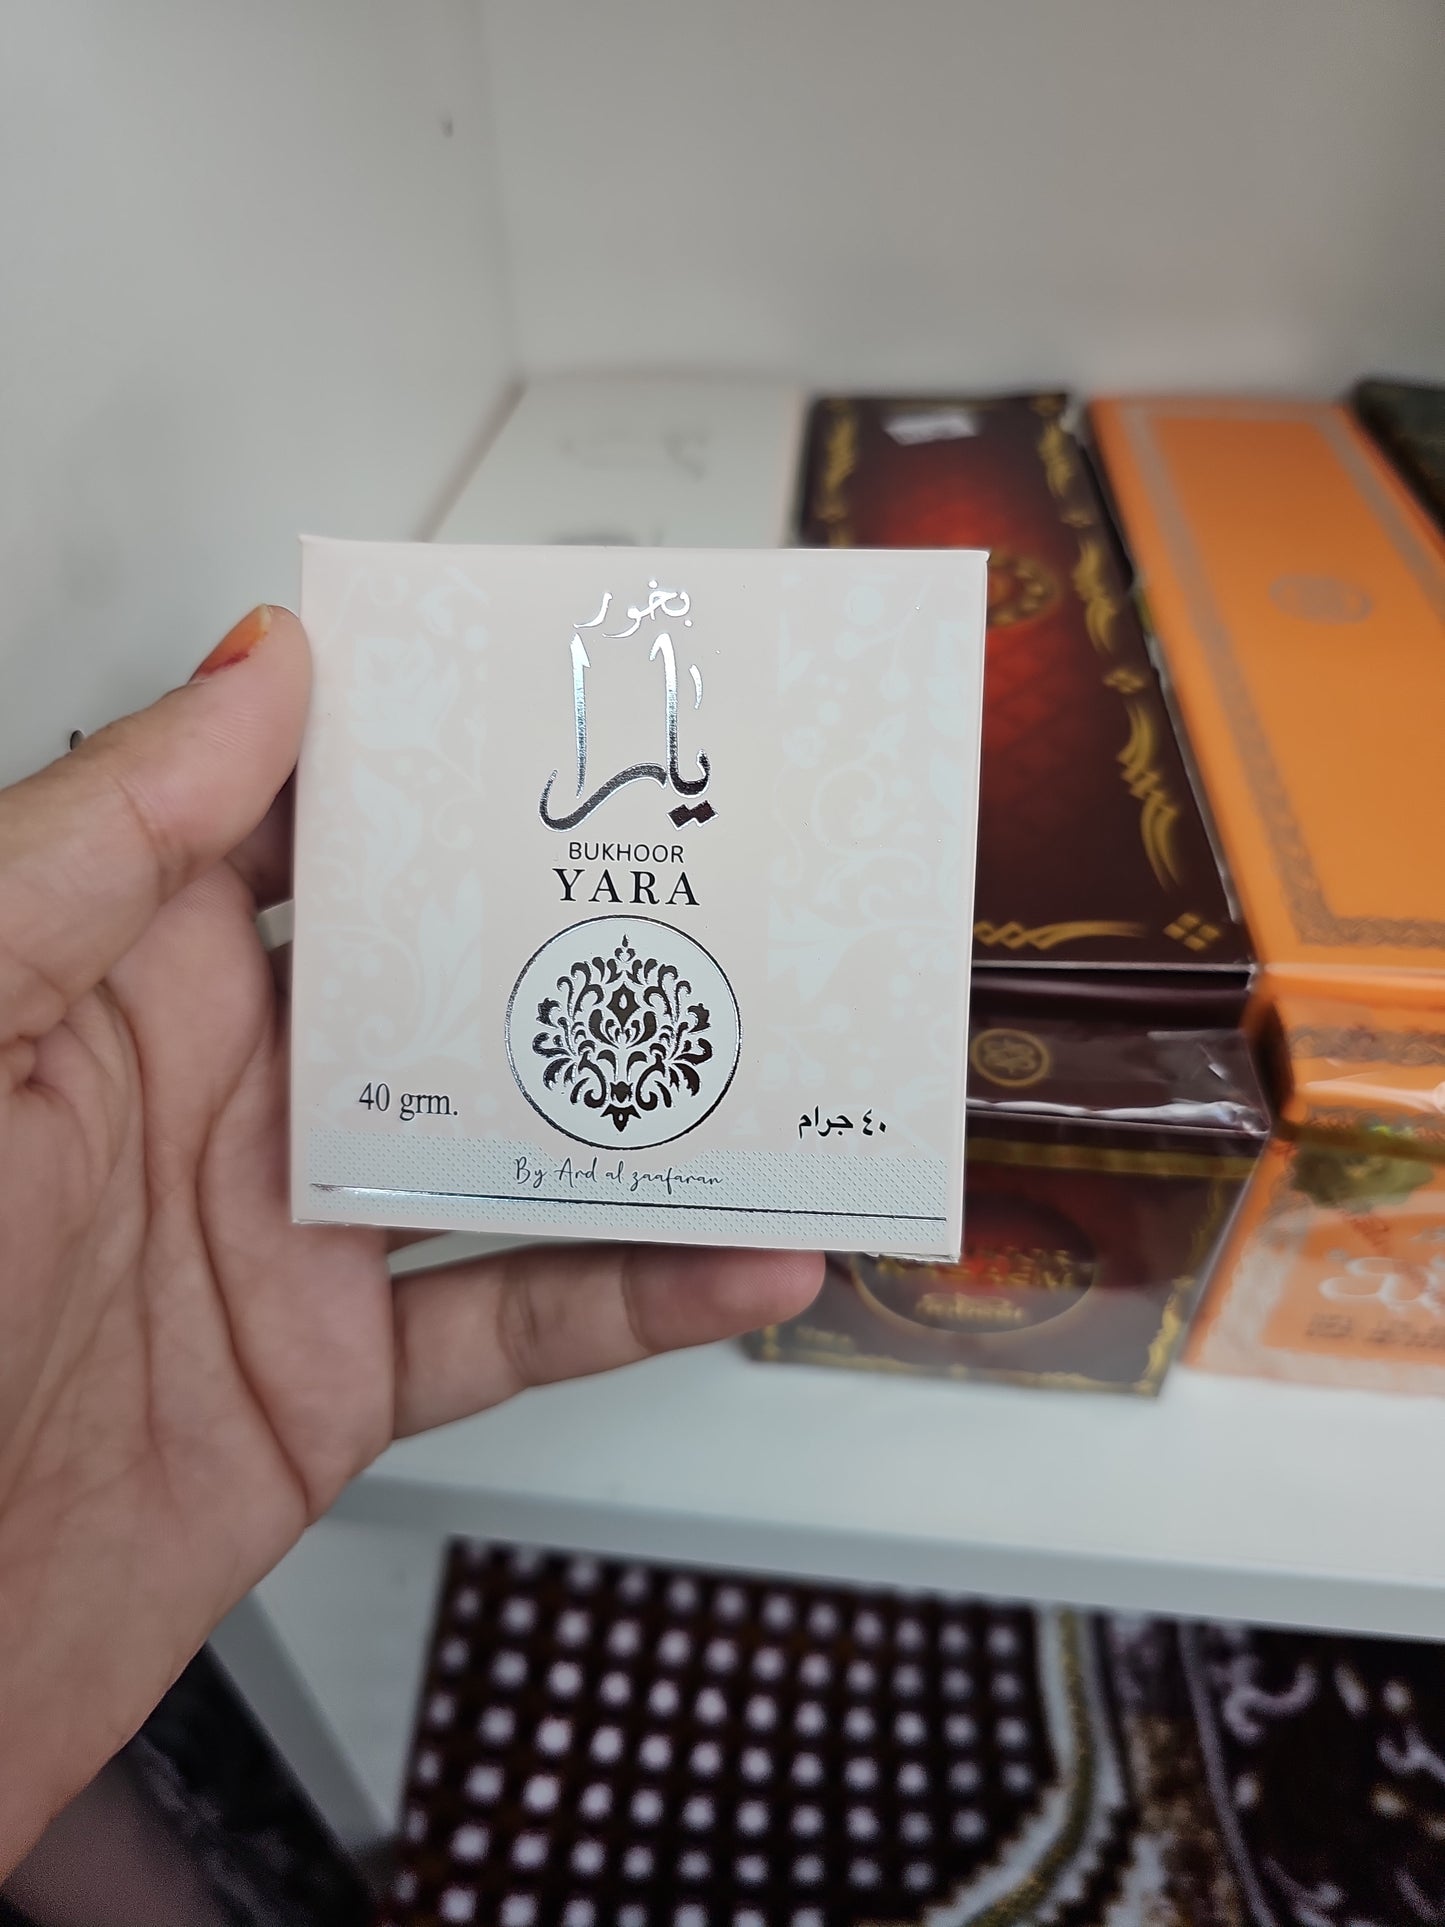 بخور
يارا
BUKHOOR
YARA
40 grm.
٤٠ جرام
By Ard al zaafaran